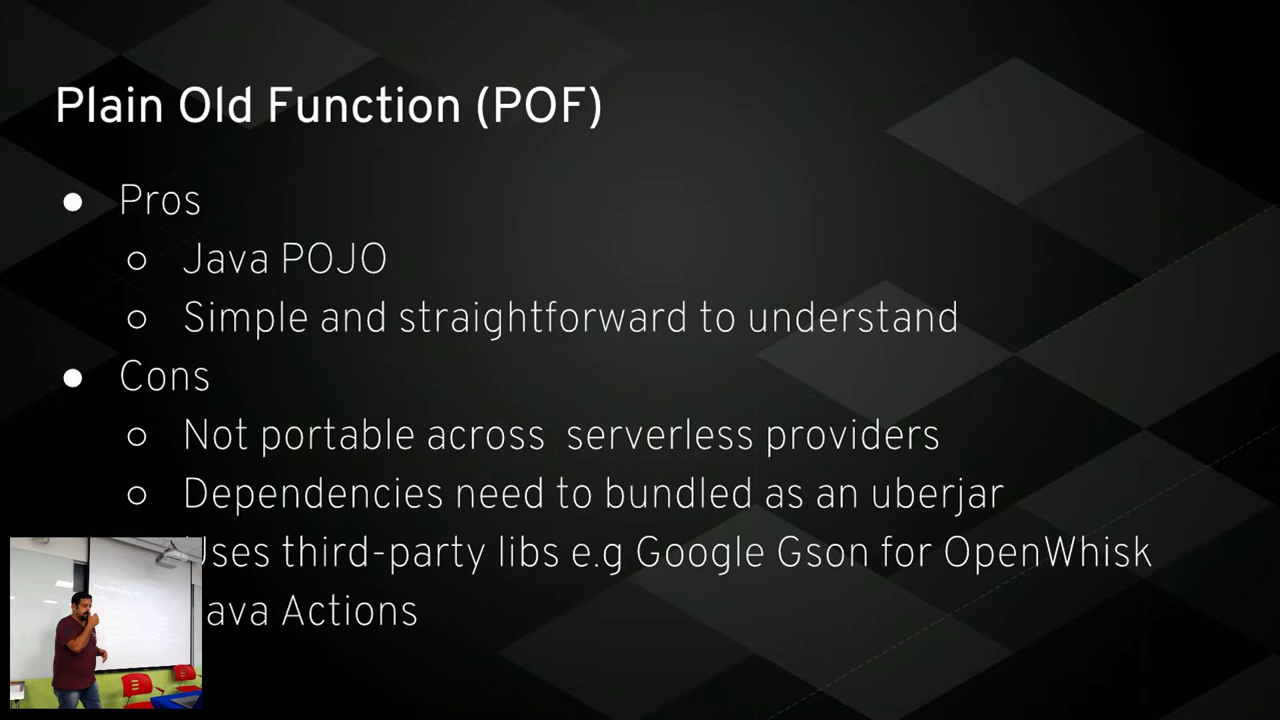 Plain Old Function (POF)
● Pros
○ Java POJO
○ Simple and straightforward to understand
● Cons
○ Not portable across serverless providers
○ Dependencies need to bundled as an uberjar
Uses third-party libs e.g Google Gson for OpenWhisk
ava Actions